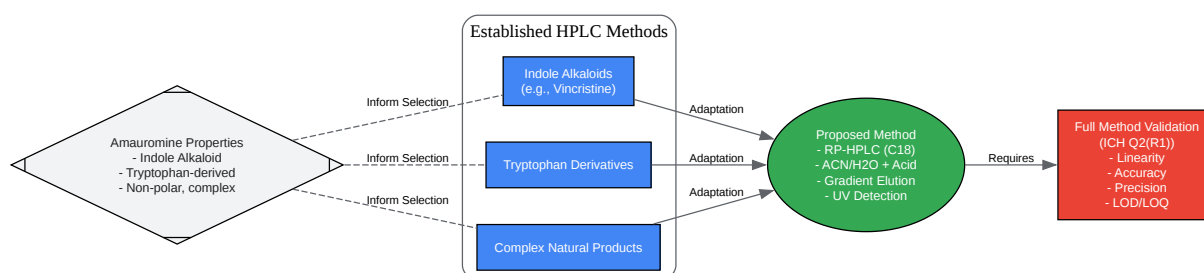 Established HPLC Methods
Amauromine Properties
- Indole Alkaloid
- Tryptophan-derived
- Non-polar, complex
Inform Selection
Inform Selection
Inform Selection
Indole Alkaloids
(e.g., Vincristine)
Tryptophan Derivatives
Complex Natural Products
Adaptation
Adaptation
Adaptation
Proposed Method
- RP-HPLC (C18)
- ACN/H2O + Acid
- Gradient Elution
- UV Detection
Requires
Full Method Validation
(ICH Q2(R1))
- Linearity
- Accuracy
- Precision
- LOD/LOQ